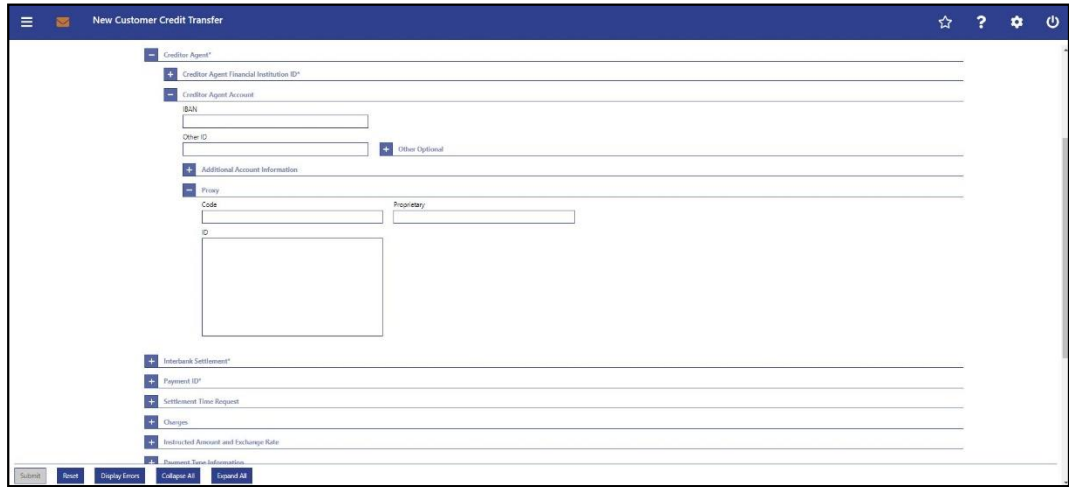 New Customer Credit Transfer
?
Creditor Agent*
Creditor Agent Financial Institution ID*
Creditor Agent Account
IBAN
Other ID
Other Optional
Additional Account Information
Proxy
Code Proprietary
ID
Interbank Settlement*
Payment ID*
Settlement Time Request
Charges
Instructed Amount and Exchange Rate
Payment Type Information
Submit Reset Display Errors Collapse All Expand All